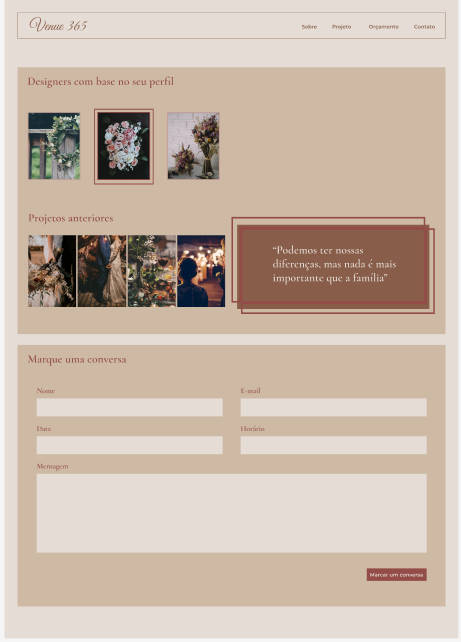 Venue 365
Sobre Projeto Orçamento Contato
Designers com base no seu perfil
Projetos anteriores
“Podemos ter nossas
diferenças, mas nada é mais
importante que a família”
Marque uma conversa
Nome
E-mail
Data
Horário
Mensagem
Marcar um conversa